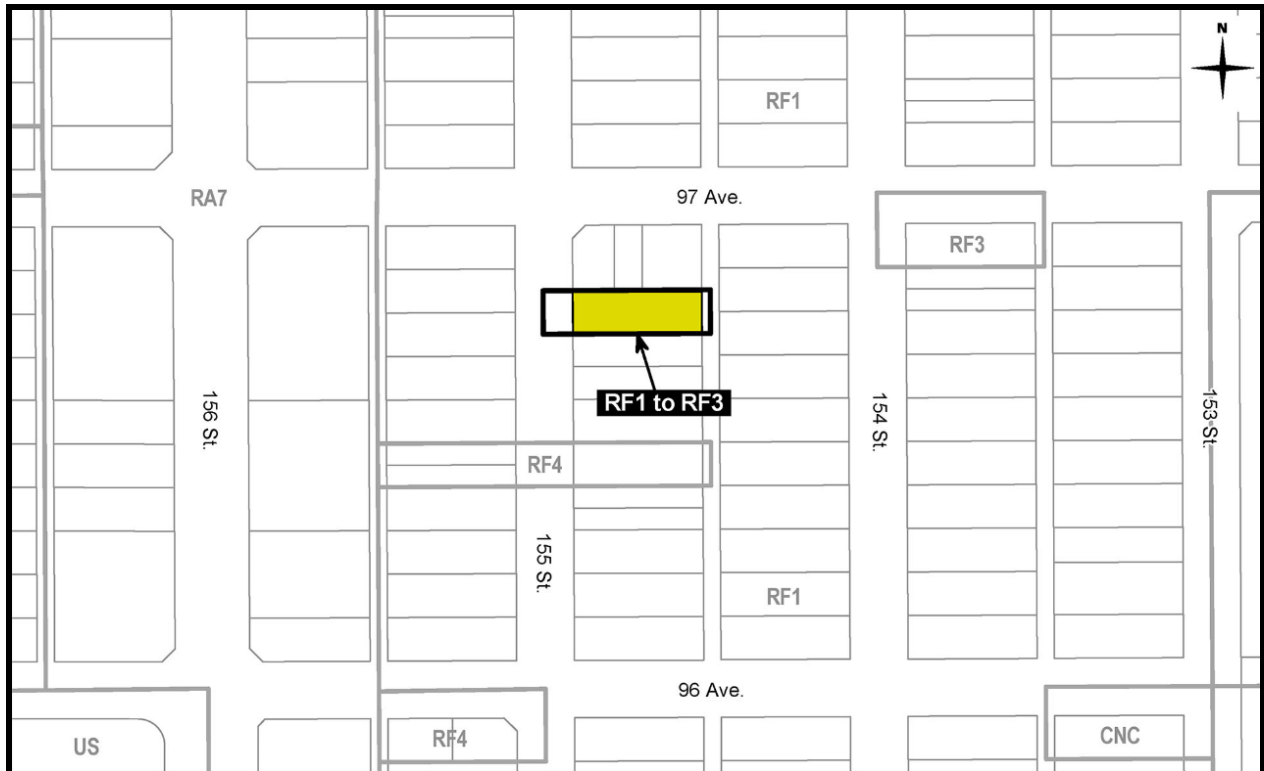 N
RF1
RA7
97 Ave.
RF3
RF1 to RF3
156 St.
154 St.
153 St.
RF4
155 St.
RF1
96 Ave.
US
RF4
CNC